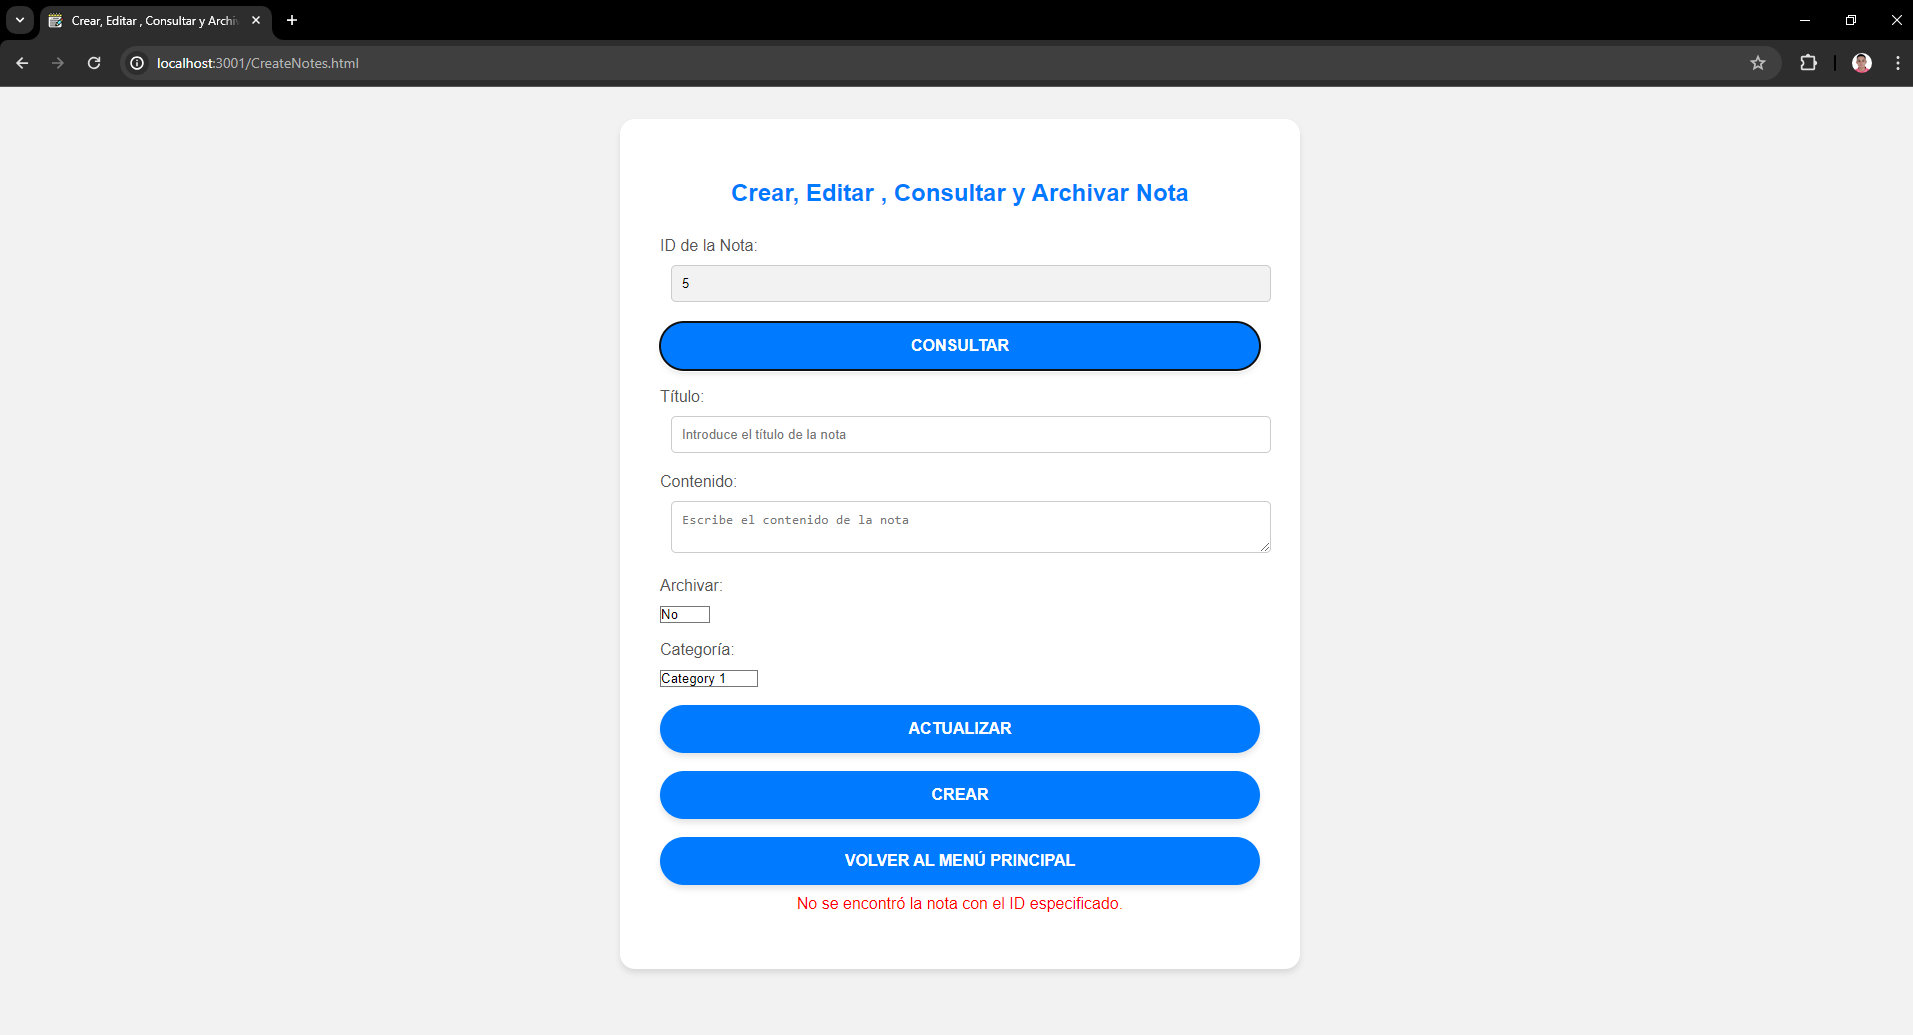 Crear, Editar , Consultar y Archiv
localhost:3001/CreateNotes.html
Crear, Editar , Consultar y Archivar Nota
ID de la Nota:
5
CONSULTAR
Título:
Introduce el título de la nota
Contenido:
Escribe el contenido de la nota
Archivar:
No
Categoría:
Category 1
ACTUALIZAR
CREAR
VOLVER AL MENÚ PRINCIPAL
No se encontró la nota con el ID especificado.